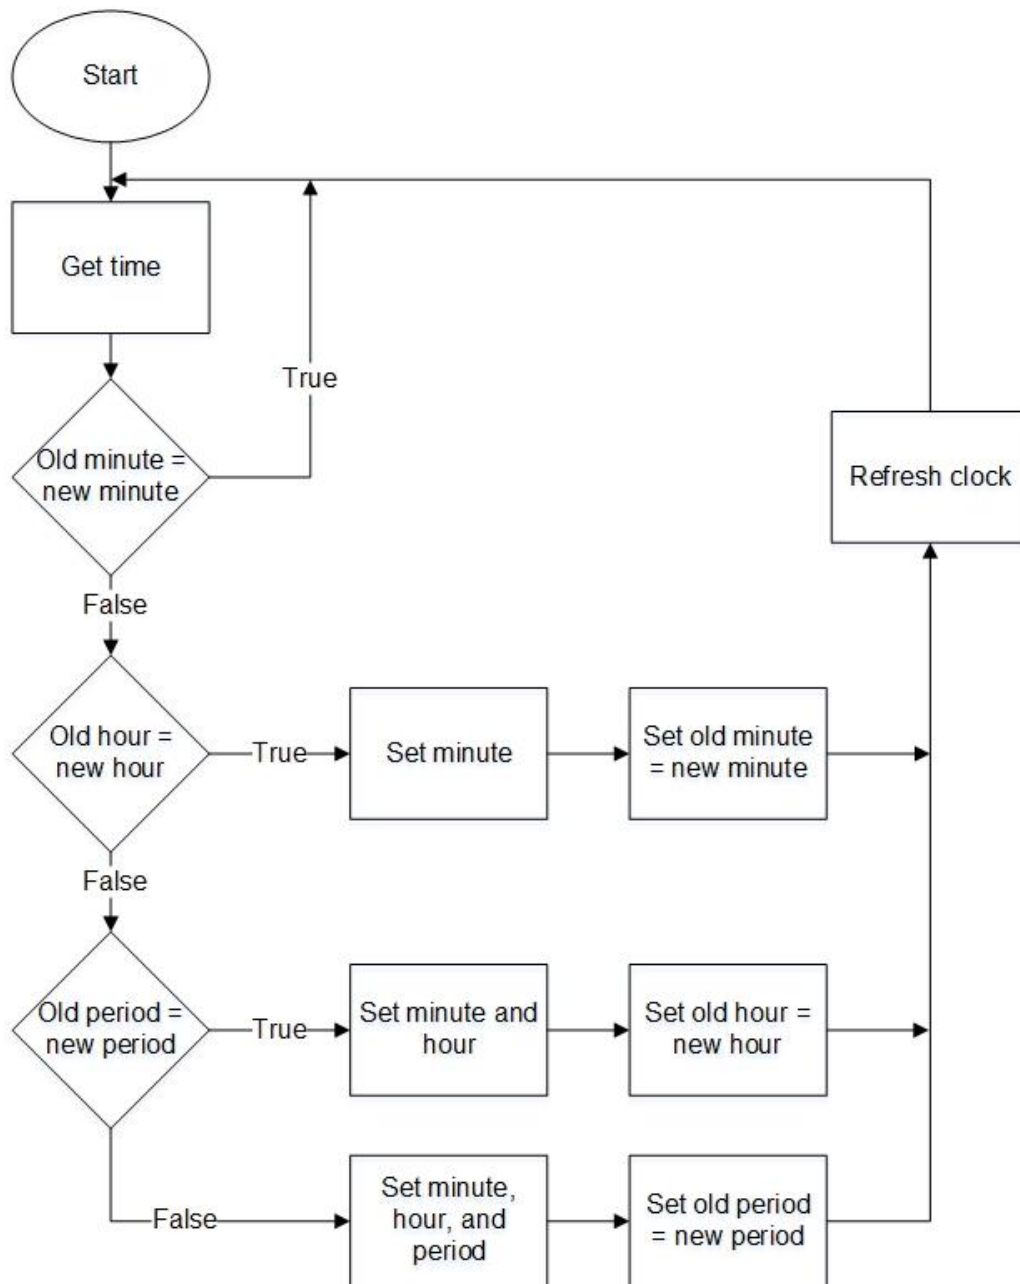 Start
Get time
True
Old minute =
new minute
Refresh clock
False
Old hour =
new hour
True
Set minute
Set old minute
= new minute
False
Old period =
new period
True
Set minute and
hour
Set old hour =
new hour
False
Set minute,
hour, and
period
Set old period
= new period